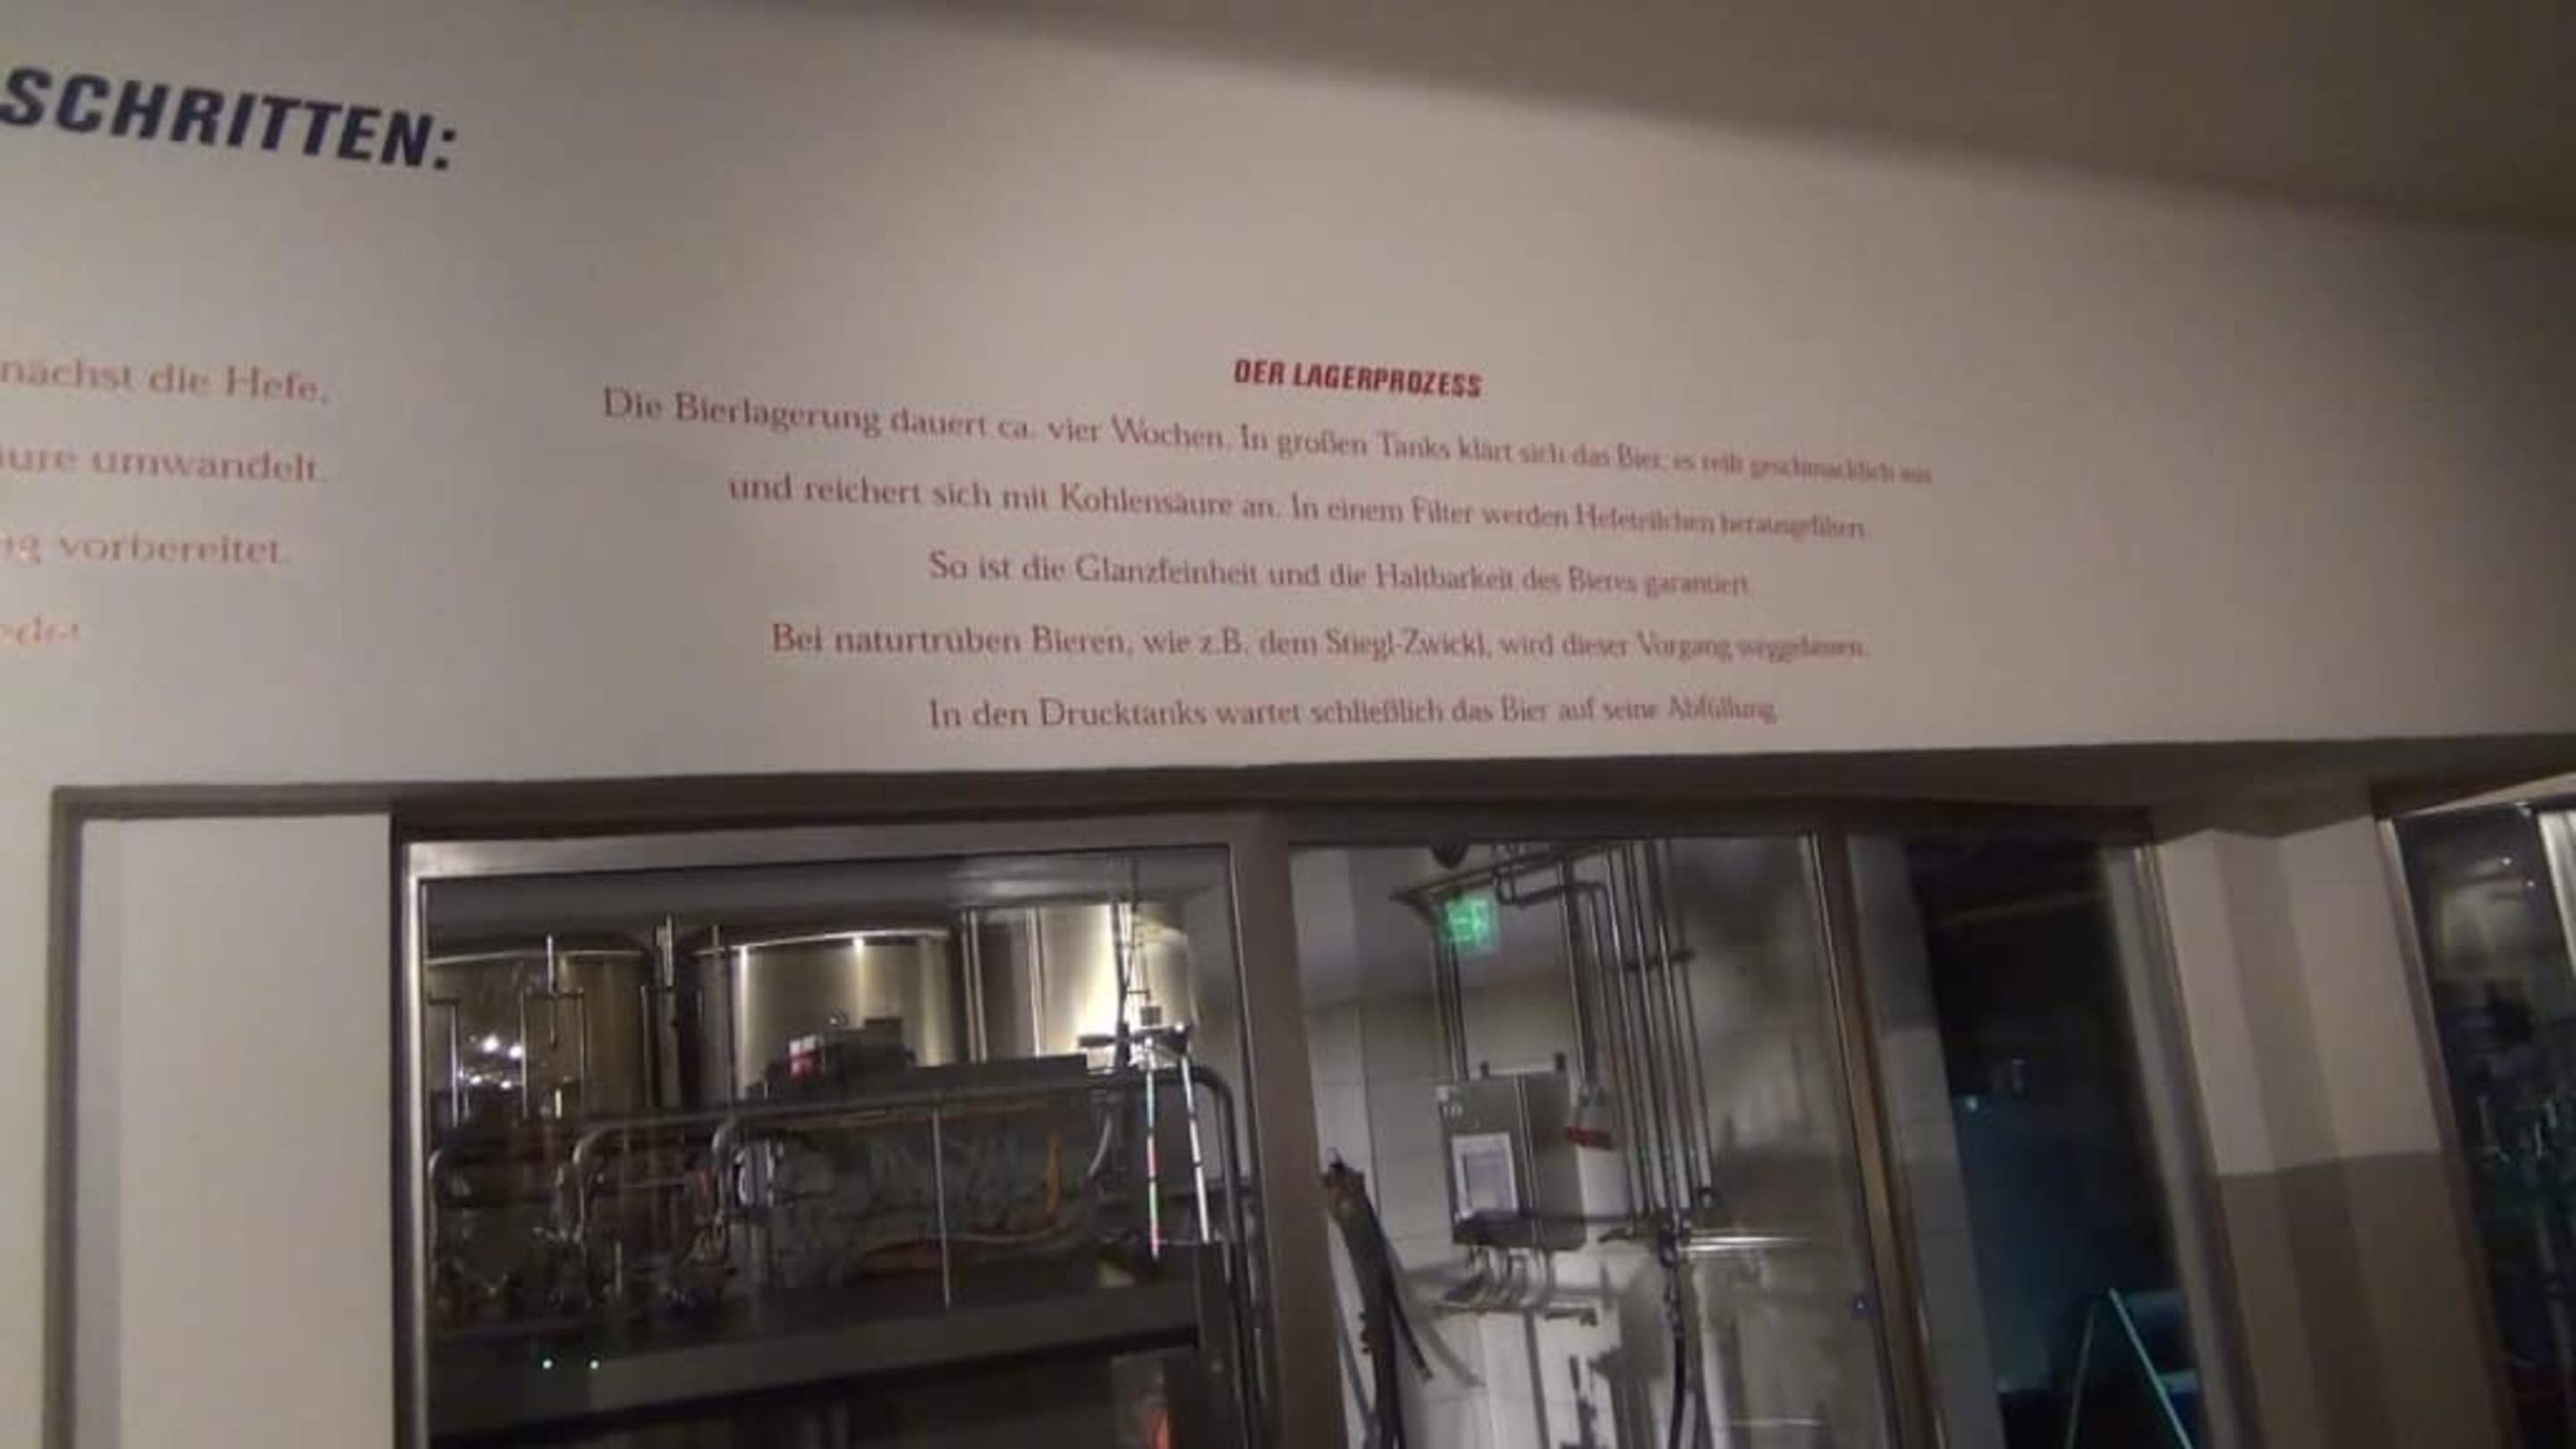 SCHRITTEN:
nächst die Hefe,
ure umwandelt.
ig vorbereitet.
DER LAGERPROZESS
Die Bierlagerung dauert ca. vier Wochen. In großen Tanks klärt sich das Bier, es reift geschmacklich aus
und reichert sich mit Kohlensäure an. In einem Filter werden Hefeteilchen herausgefiltert.
So ist die Glanzfeinheit und die Haltbarkeit des Bieres garantiert.
Bei naturtrüben Bieren, wie z.B. dem Stiegl-Zwickl, wird dieser Vorgang weggelassen.
In den Drucktanks wartet schließlich das Bier auf seine Abfüllung.